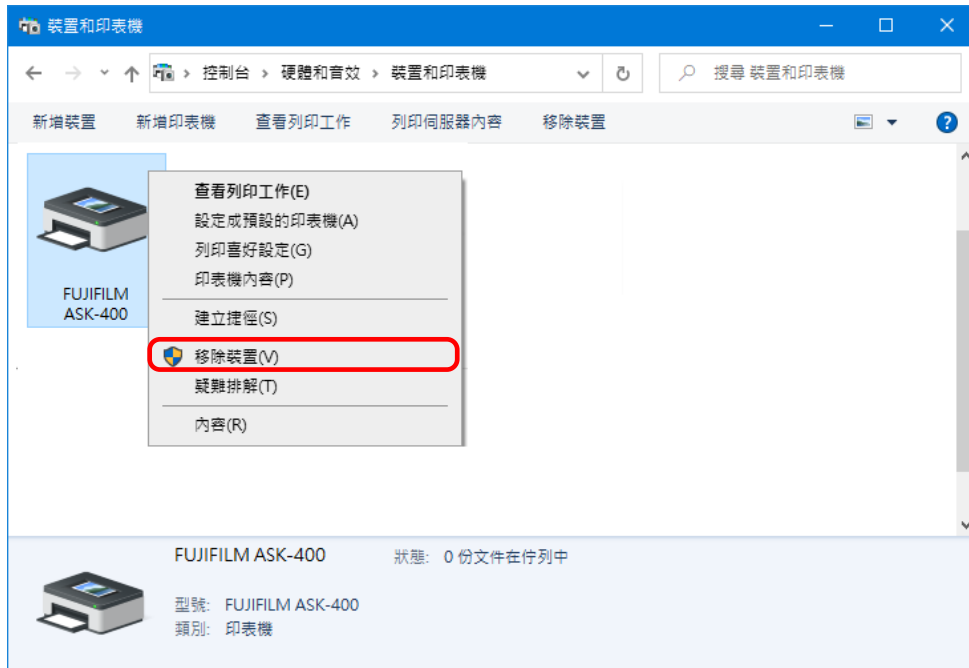 裝置和印表機
控制台 › 硬體和音效 › 裝置和印表機
搜尋 裝置和印表機
新增裝置 新增印表機 查看列印工作 列印伺服器內容 移除裝置
FUJIFILM
ASK-400
查看列印工作(E)
設定成預設的印表機(A)
列印喜好設定(G)
印表機內容(P)
建立捷徑(S)
移除裝置(V)
疑難排解(T)
內容(R)
FUJIFILM ASK-400 狀態: 0 份文件在佇列中
型號: FUJIFILM ASK-400
類別: 印表機